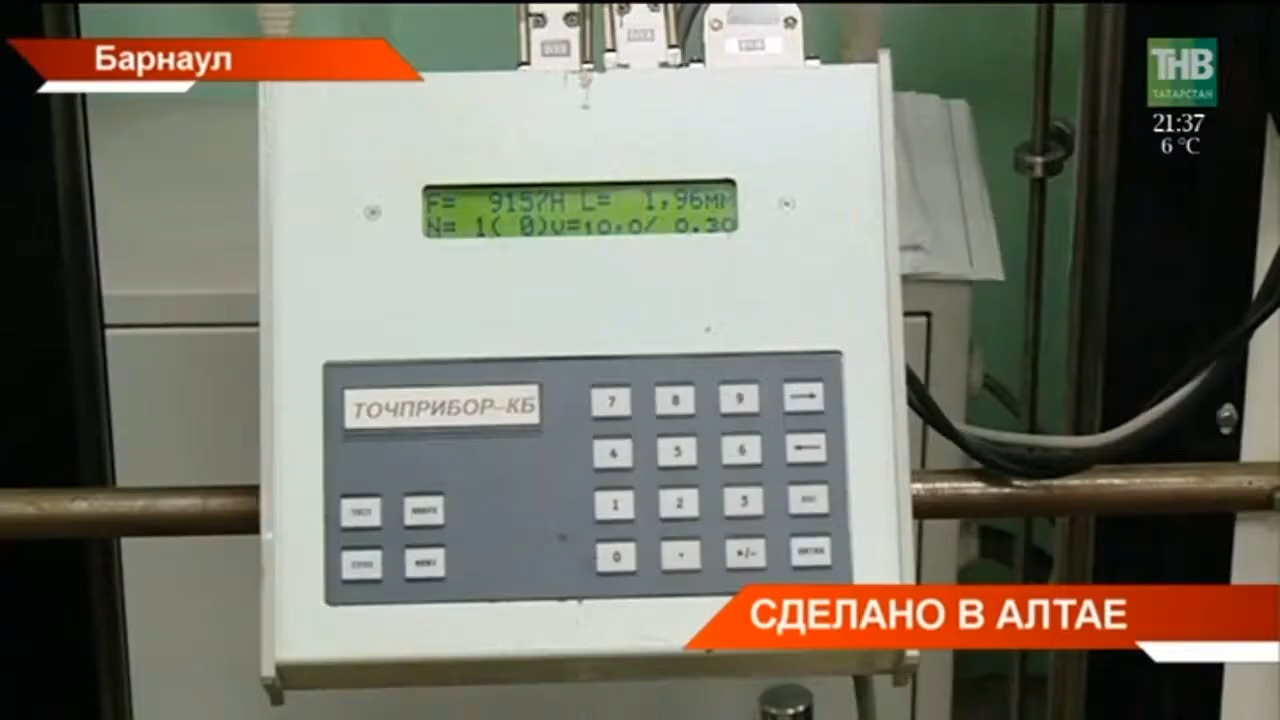 Барнаул
ТНВ
ТАТАРСТАН
21:37
6 °C
F= 9157Н L= 1,96мм
N= 1( 0)V=10,0/ 0.30
ТОЧПРИБОР–КБ
7 8 9 →
4 5 6 ←
1 2 3
0 . +/-
СДЕЛАНО В АЛТАЕ